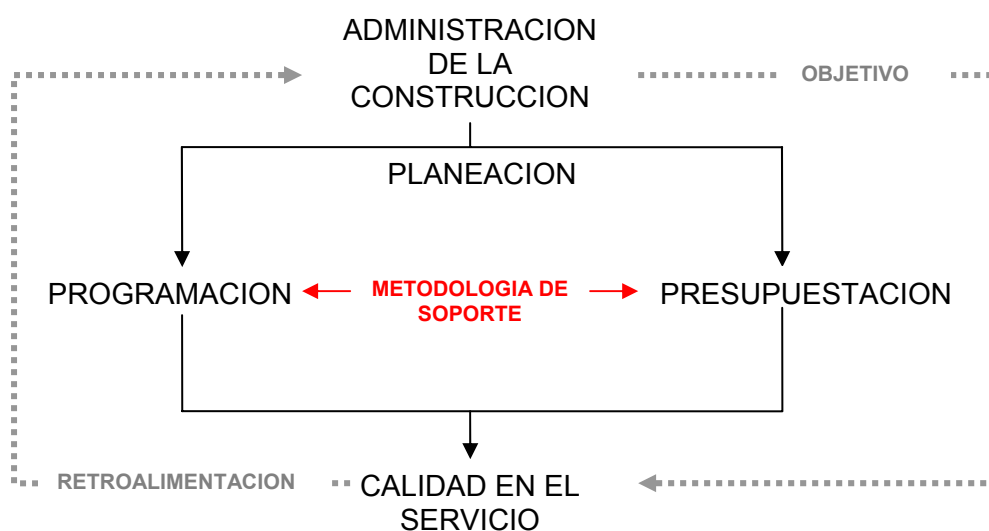 ADMINISTRACION
DE LA
CONSTRUCCION
OBJETIVO
PLANEACION
PROGRAMACION
METODOLOGIA DE
SOPORTE
PRESUPUESTACION
RETROALIMENTACION
CALIDAD EN EL
SERVICIO